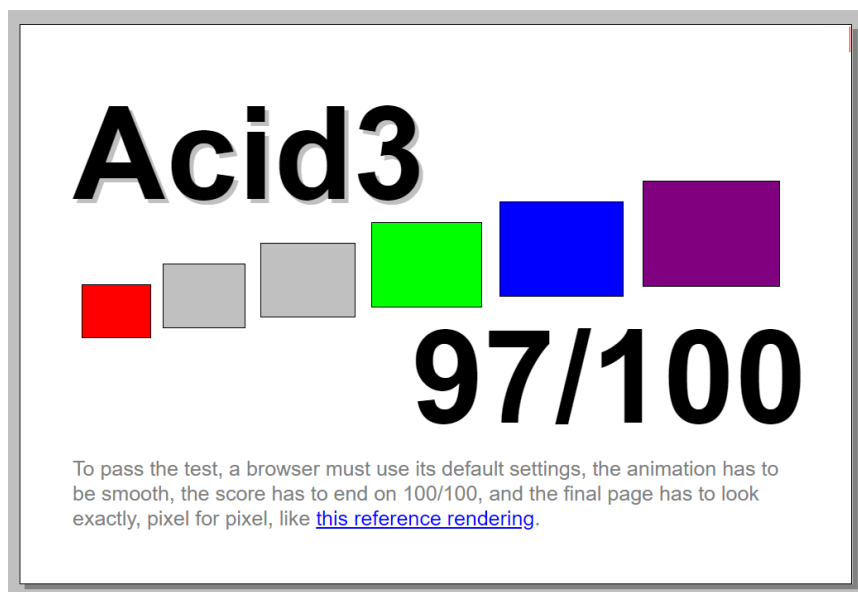 Acid3
97/100
To pass the test, a browser must use its default settings, the animation has to
be smooth, the score has to end on 100/100, and the final page has to look
exactly, pixel for pixel, like this reference rendering.